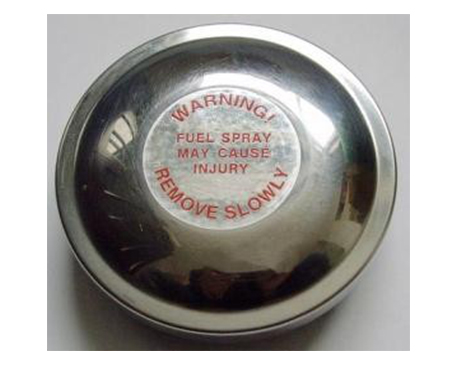 WARNING!
FUEL SPRAY
MAY CAUSE
INJURY
REMOVE SLOWLY